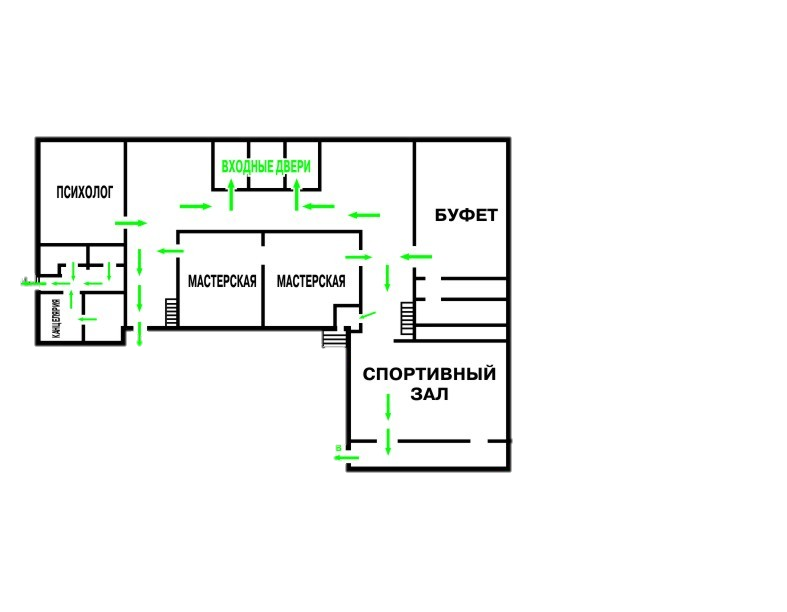 ВХОДНЫЕ ДВЕРИ
ПСИХОЛОГ
БУФЕТ
МАСТЕРСКАЯ
МАСТЕРСКАЯ
КАНЦЕЛЯРИЯ
СПОРТИВНЫЙ
ЗАЛ